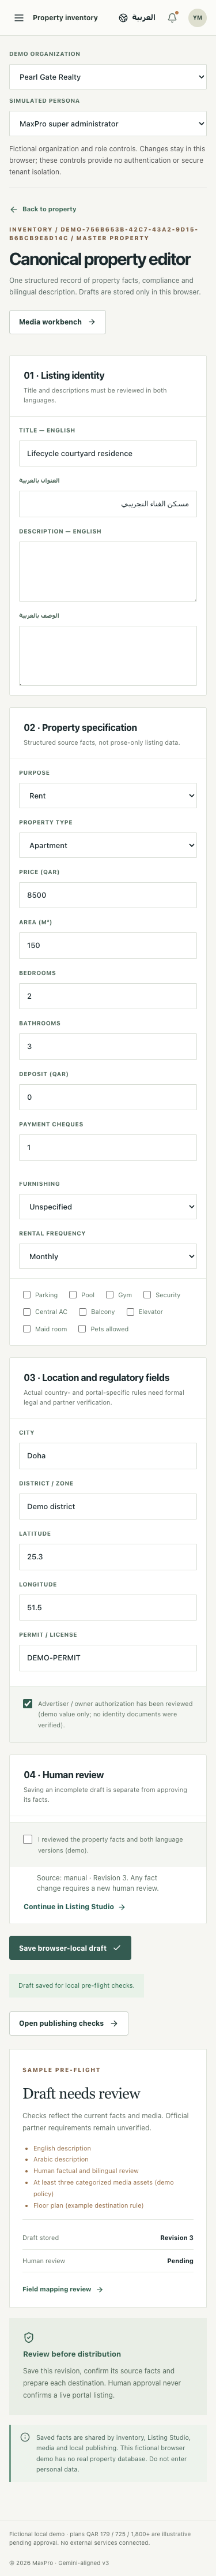 Property inventory
العربية
YM
DEMO ORGANIZATION
Pearl Gate Realty
SIMULATED PERSONA
MaxPro super administrator
Fictional organization and role controls. Changes stay in this
browser; these controls provide no authentication or secure
tenant isolation.
Back to property
INVENTORY / DEMO-756B653B-42C7-43A2-9D15-
B6BCB9E8D14C / MASTER PROPERTY
Canonical property editor
One structured record of property facts, compliance and
bilingual description. Drafts are stored only in this browser.
Media workbench
01 · Listing identity
Title and descriptions must be reviewed in both
languages.
TITLE — ENGLISH
Lifecycle courtyard residence
العنوان بالعربية
مسكن الفناء التجريبي
DESCRIPTION — ENGLISH
الوصف بالعربية
02 · Property specification
Structured source facts, not prose-only listing data.
PURPOSE
Rent
PROPERTY TYPE
Apartment
PRICE (QAR)
8500
AREA (M²)
150
BEDROOMS
2
BATHROOMS
3
DEPOSIT (QAR)
0
PAYMENT CHEQUES
1
FURNISHING
Unspecified
RENTAL FREQUENCY
Monthly
Parking Pool Gym Security
Central AC Balcony Elevator
Maid room Pets allowed
03 · Location and regulatory fields
Actual country- and portal-specific rules need formal
legal and partner verification.
CITY
Doha
DISTRICT / ZONE
Demo district
LATITUDE
25.3
LONGITUDE
51.5
PERMIT / LICENSE
DEMO-PERMIT
Advertiser / owner authorization has been reviewed
(demo value only; no identity documents were
verified).
04 · Human review
Saving an incomplete draft is separate from approving
its facts.
I reviewed the property facts and both language
versions (demo).
Source: manual · Revision 3. Any fact
change requires a new human review.
Continue in Listing Studio
Save browser-local draft
Draft saved for local pre-flight checks.
Open publishing checks
SAMPLE PRE-FLIGHT
Draft needs review
Checks reflect the current facts and media. Official
partner requirements remain unverified.
English description
Arabic description
Human factual and bilingual review
At least three categorized media assets (demo
policy)
Floor plan (example destination rule)
Draft stored Revision 3
Human review Pending
Field mapping review
Review before distribution
Save this revision, confirm its source facts and
prepare each destination. Human approval never
confirms a live portal listing.
Saved facts are shared by inventory, Listing Studio,
media and local publishing. This fictional browser
demo has no real property database. Do not enter
personal data.
Fictional local demo · plans QAR 179 / 725 / 1,800+ are illustrative
pending approval. No external services connected.
© 2026 MaxPro · Gemini-aligned v3